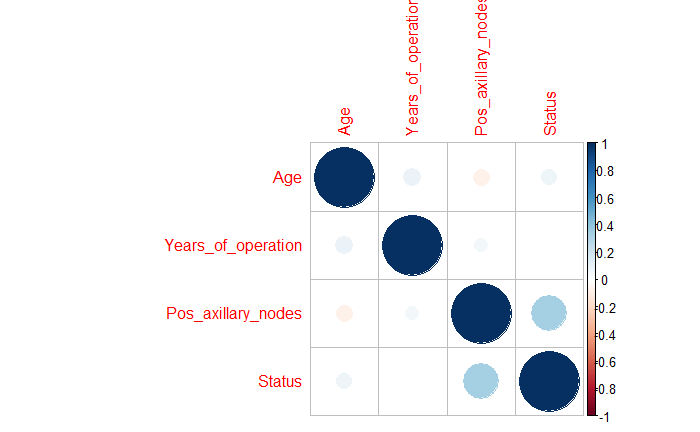 Age
Years_of_operation
Pos_axillary_nodes
Status
Age
Years_of_operation
Pos_axillary_nodes
Status
1
0.8
0.6
0.4
0.2
0
-0.2
-0.4
-0.6
-0.8
-1